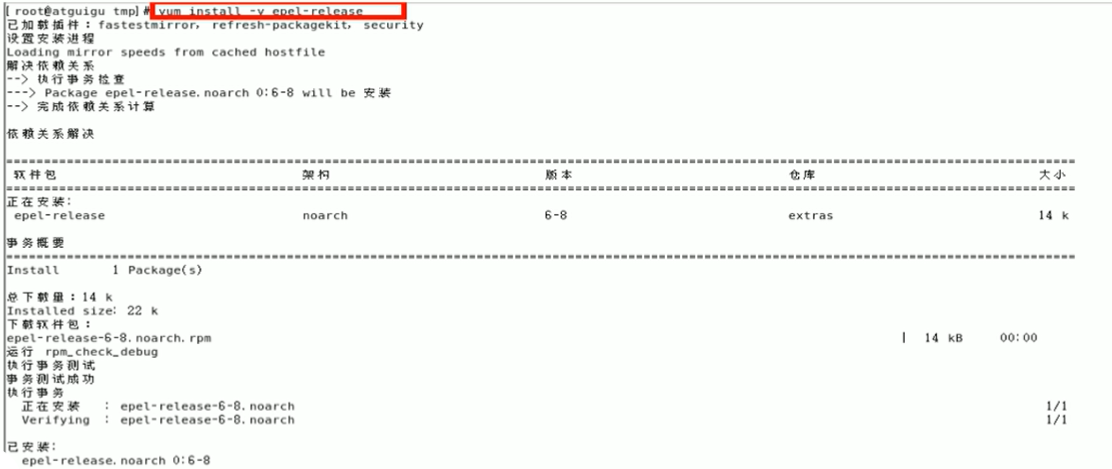 [root@atguigu tmp]# yum install -y epel-release
已加载插件：fastestmirror, refresh-packagekit, security
设置安装进程
Loading mirror speeds from cached hostfile
解决依赖关系
--> 执行事务检查
---> Package epel-release.noarch 0:6-8 will be 安装
--> 完成依赖关系计算
依赖关系解决
================================================================================
软件包 架构 版本 仓库 大小
================================================================================
正在安装:
epel-release noarch 6-8 extras 14 k
事务概要
================================================================================
Install 1 Package(s)
总下载量：14 k
Installed size: 22 k
下载软件包：
epel-release-6-8.noarch.rpm | 14 kB 00:00
运行 rpm_check_debug
执行事务测试
事务测试成功
执行事务
正在安装 : epel-release-6-8.noarch 1/1
Verifying : epel-release-6-8.noarch 1/1
已安装:
epel-release.noarch 0:6-8